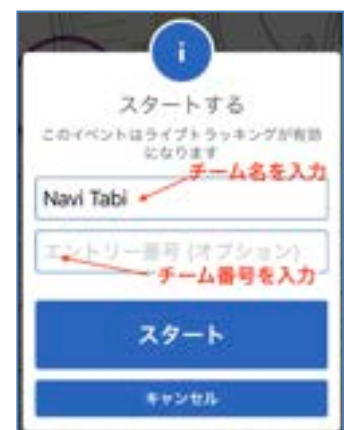 i
スタートする
このイベントはライブトラッキングが有効
になります
チーム名を入力
Navi Tabi
エントリー番号 (オプション)
チーム番号を入力
スタート
キャンセル